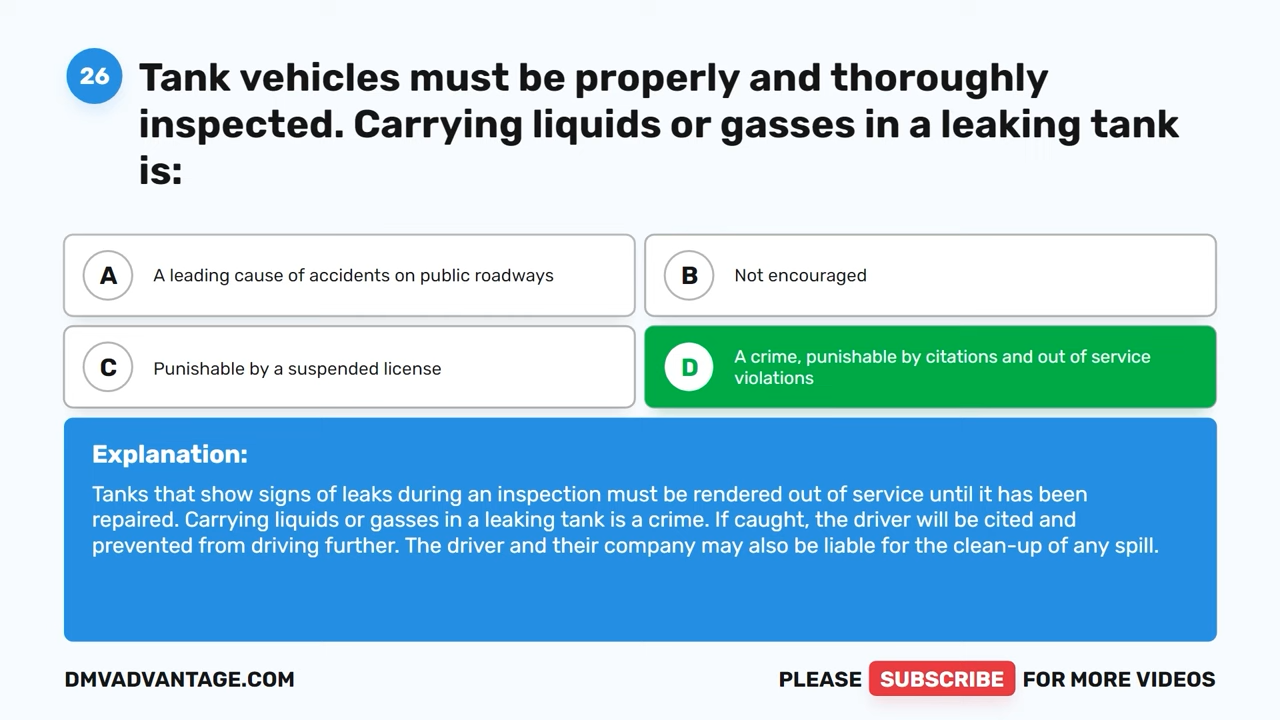 26
Tank vehicles must be properly and thoroughly
inspected. Carrying liquids or gasses in a leaking tank
is:
A
A leading cause of accidents on public roadways
B
Not encouraged
C
Punishable by a suspended license
D
A crime, punishable by citations and out of service
violations
Explanation:
Tanks that show signs of leaks during an inspection must be rendered out of service until it has been
repaired. Carrying liquids or gasses in a leaking tank is a crime. If caught, the driver will be cited and
prevented from driving further. The driver and their company may also be liable for the clean-up of any spill.
DMVADVANTAGE.COM
PLEASE SUBSCRIBE FOR MORE VIDEOS